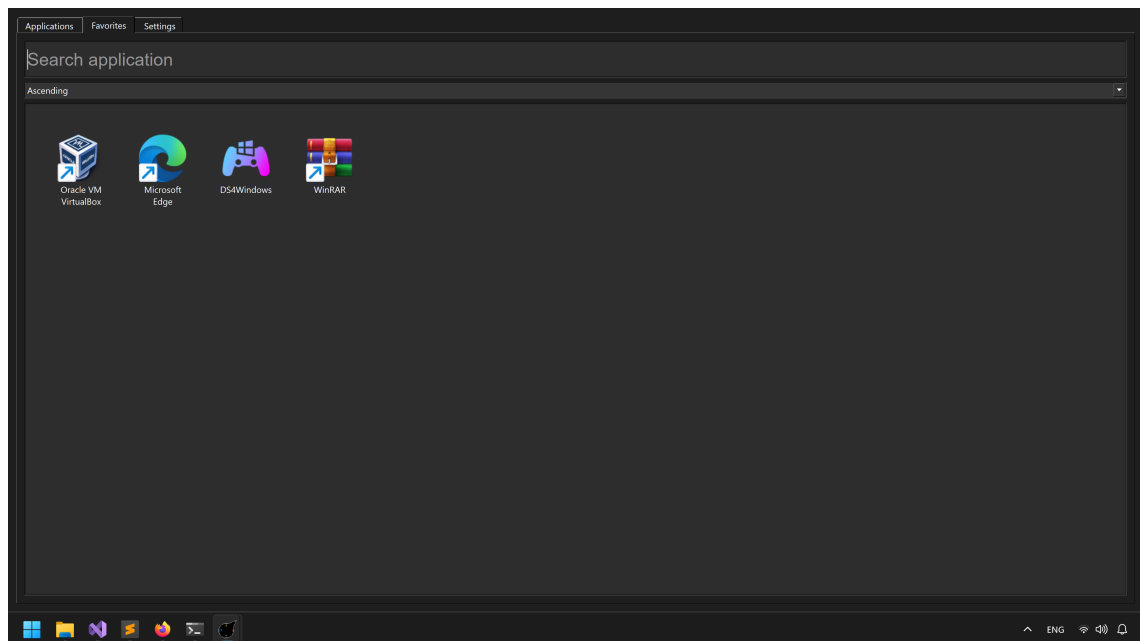 Applications Favorites Settings
Search application
Ascending
Oracle VM
VirtualBox
Microsoft
Edge
DS4Windows
WinRAR
ENG